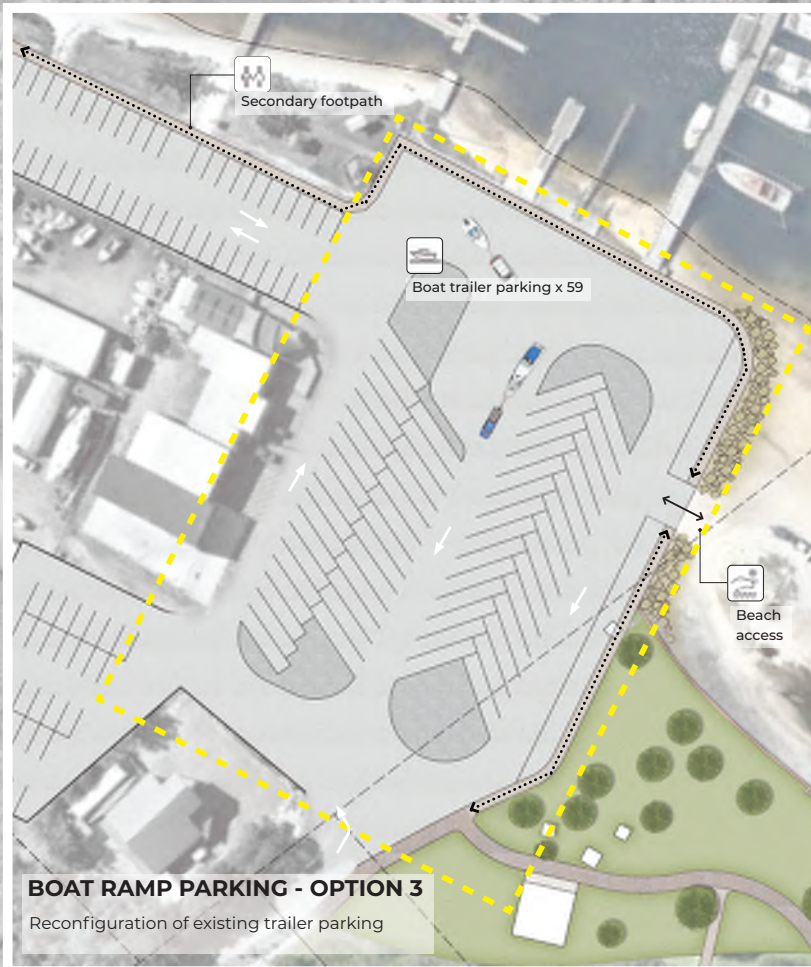 Secondary footpath
Boat trailer parking x 59
Beach
access
BOAT RAMP PARKING - OPTION 3
Reconfiguration of existing trailer parking